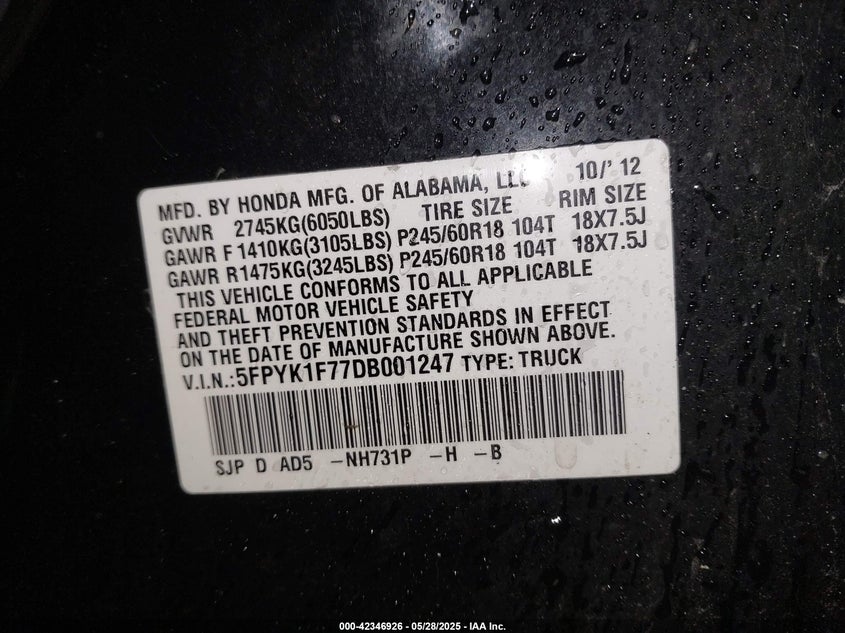 MFD. BY HONDA MFG. OF ALABAMA, LLC 10/' 12
GVWR 2745KG(6050LBS) TIRE SIZE RIM SIZE
GAWR F1410KG(3105LBS) P245/60R18 104T 18X7.5J
GAWR R1475KG(3245LBS) P245/60R18 104T 18X7.5J
THIS VEHICLE CONFORMS TO ALL APPLICABLE
FEDERAL MOTOR VEHICLE SAFETY
AND THEFT PREVENTION STANDARDS IN EFFECT
ON THE DATE OF MANUFACTURE SHOWN ABOVE.
V.I.N.:5FPYK1F77DB001247 TYPE: TRUCK
SJP D AD5 -NH731P -H -B
000-42346926 - 05/28/2025 - IAA Inc.